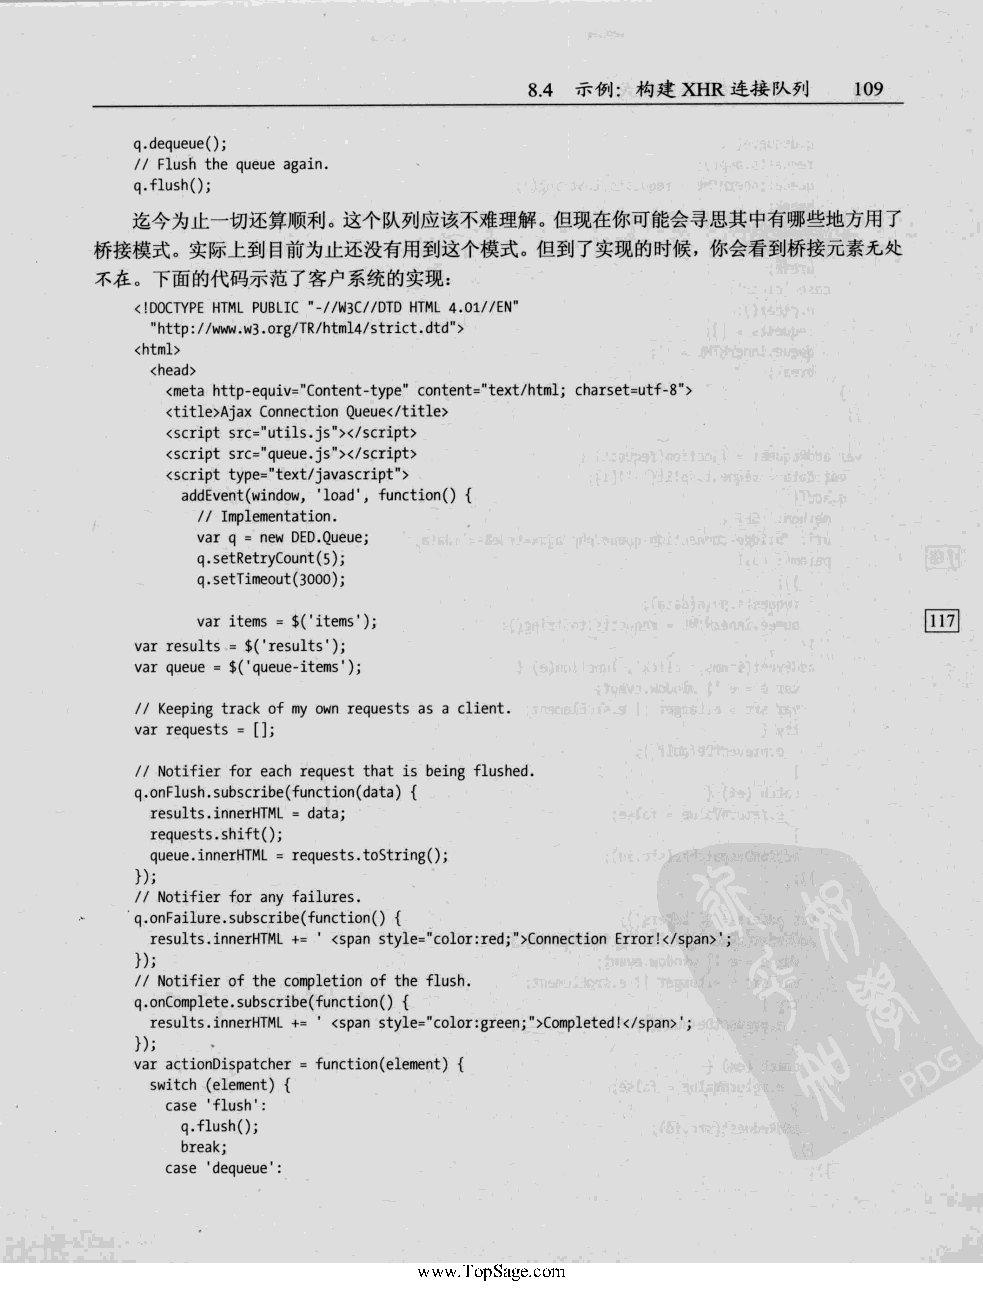 8.4 示例：构建 XHR 连接队列 109
q.dequeue();
// Flush the queue again.
q.flush();
迄今为止一切还算顺利。这个队列应该不难理解。但现在你可能会寻思其中有哪些地方用了
桥接模式。实际上到目前为止还没有用到这个模式。但到了实现的时候，你会看到桥接元素无处
不在。下面的代码示范了客户系统的实现：
<!DOCTYPE HTML PUBLIC "-//W3C//DTD HTML 4.01//EN"
"http://www.w3.org/TR/html4/strict.dtd">
<html>
<head>
<meta http-equiv="Content-type" content="text/html; charset=utf-8">
<title>Ajax Connection Queue</title>
<script src="utils.js"></script>
<script src="queue.js"></script>
<script type="text/javascript">
addEvent(window, 'load', function() {
// Implementation.
var q = new DED.Queue;
q.setRetryCount(5);
q.setTimeout(3000);
var items = $('items');
117
var results = $('results');
var queue = $('queue-items');
// Keeping track of my own requests as a client.
var requests = [];
// Notifier for each request that is being flushed.
q.onFlush.subscribe(function(data) {
results.innerHTML = data;
requests.shift();
queue.innerHTML = requests.toString();
});
// Notifier for any failures.
q.onFailure.subscribe(function() {
results.innerHTML += ' <span style="color:red;">Connection Error!</span>';
});
// Notifier of the completion of the flush.
q.onComplete.subscribe(function() {
results.innerHTML += ' <span style="color:green;">Completed!</span>';
});
var actionDispatcher = function(element) {
switch (element) {
case 'flush':
q.flush();
break;
case 'dequeue':
PDG
www.TopSage.com